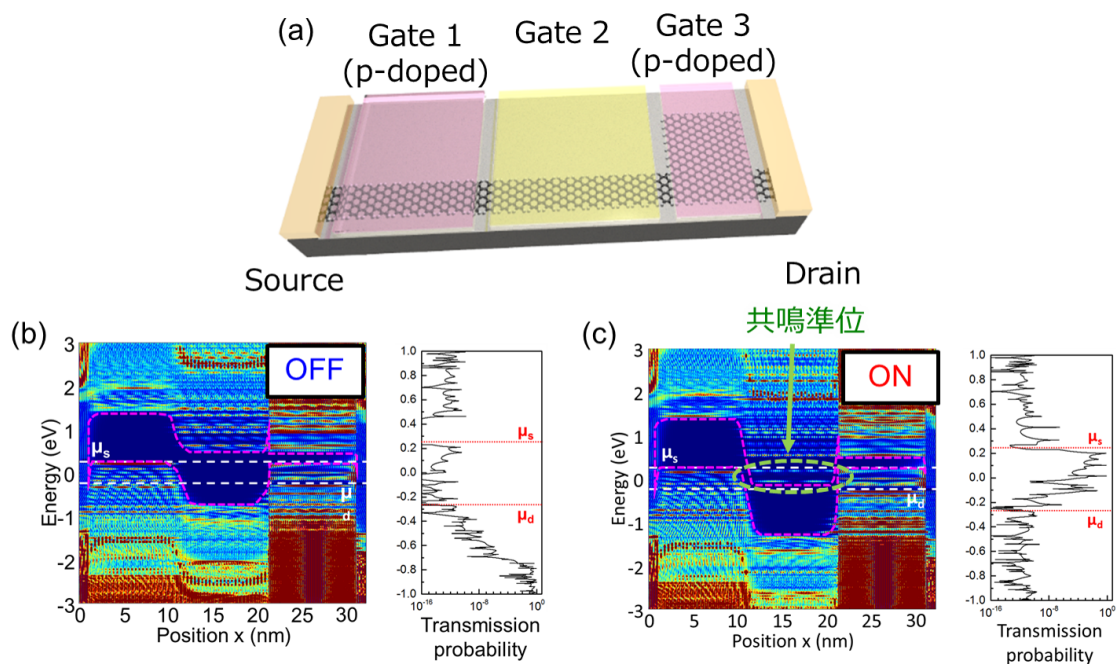 (a)
Gate 1
(p-doped)
Gate 2
Gate 3
(p-doped)
Source
Drain
(b)
OFF
3
2
1
0
-1
-2
-3
Energy (eV)
μs
μ
d
0 5 10 15 20 25 30
Position x (nm)
1.0
0.8
0.6
0.4
0.2
0.0
-0.2
-0.4
-0.6
-0.8
-1.0
μs
μd
10-16 10-8 100
Transmission
probability
共鳴準位
(c)
ON
3
2
1
0
-1
-2
-3
Energy (eV)
μs
μd
0 5 10 15 20 25 30
Position x (nm)
1.0
0.8
0.6
0.4
0.2
0.0
-0.2
-0.4
-0.6
-0.8
-1.0
μs
μd
10-16 10-8 100
Transmission
probability